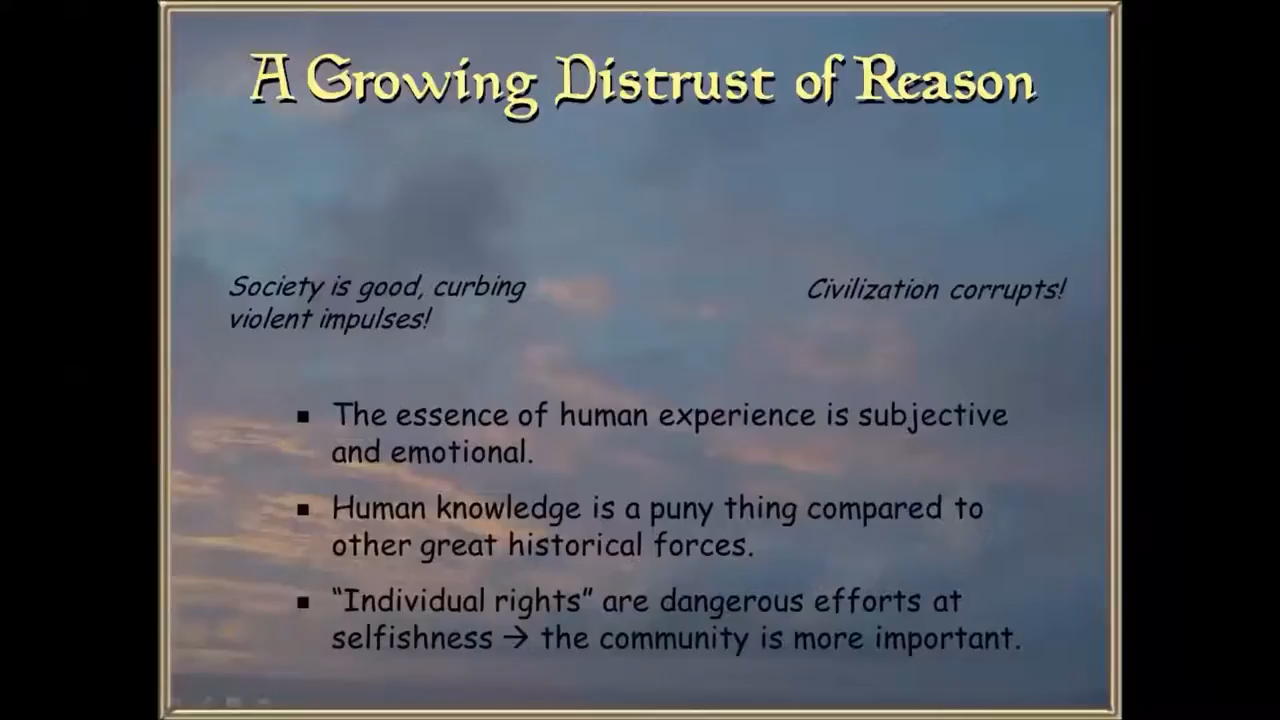 A Growing Distrust of Reason
Society is good, curbing
violent impulses!
Civilization corrupts!
▪ The essence of human experience is subjective
and emotional.
▪ Human knowledge is a puny thing compared to
other great historical forces.
▪ “Individual rights” are dangerous efforts at
selfishness → the community is more important.